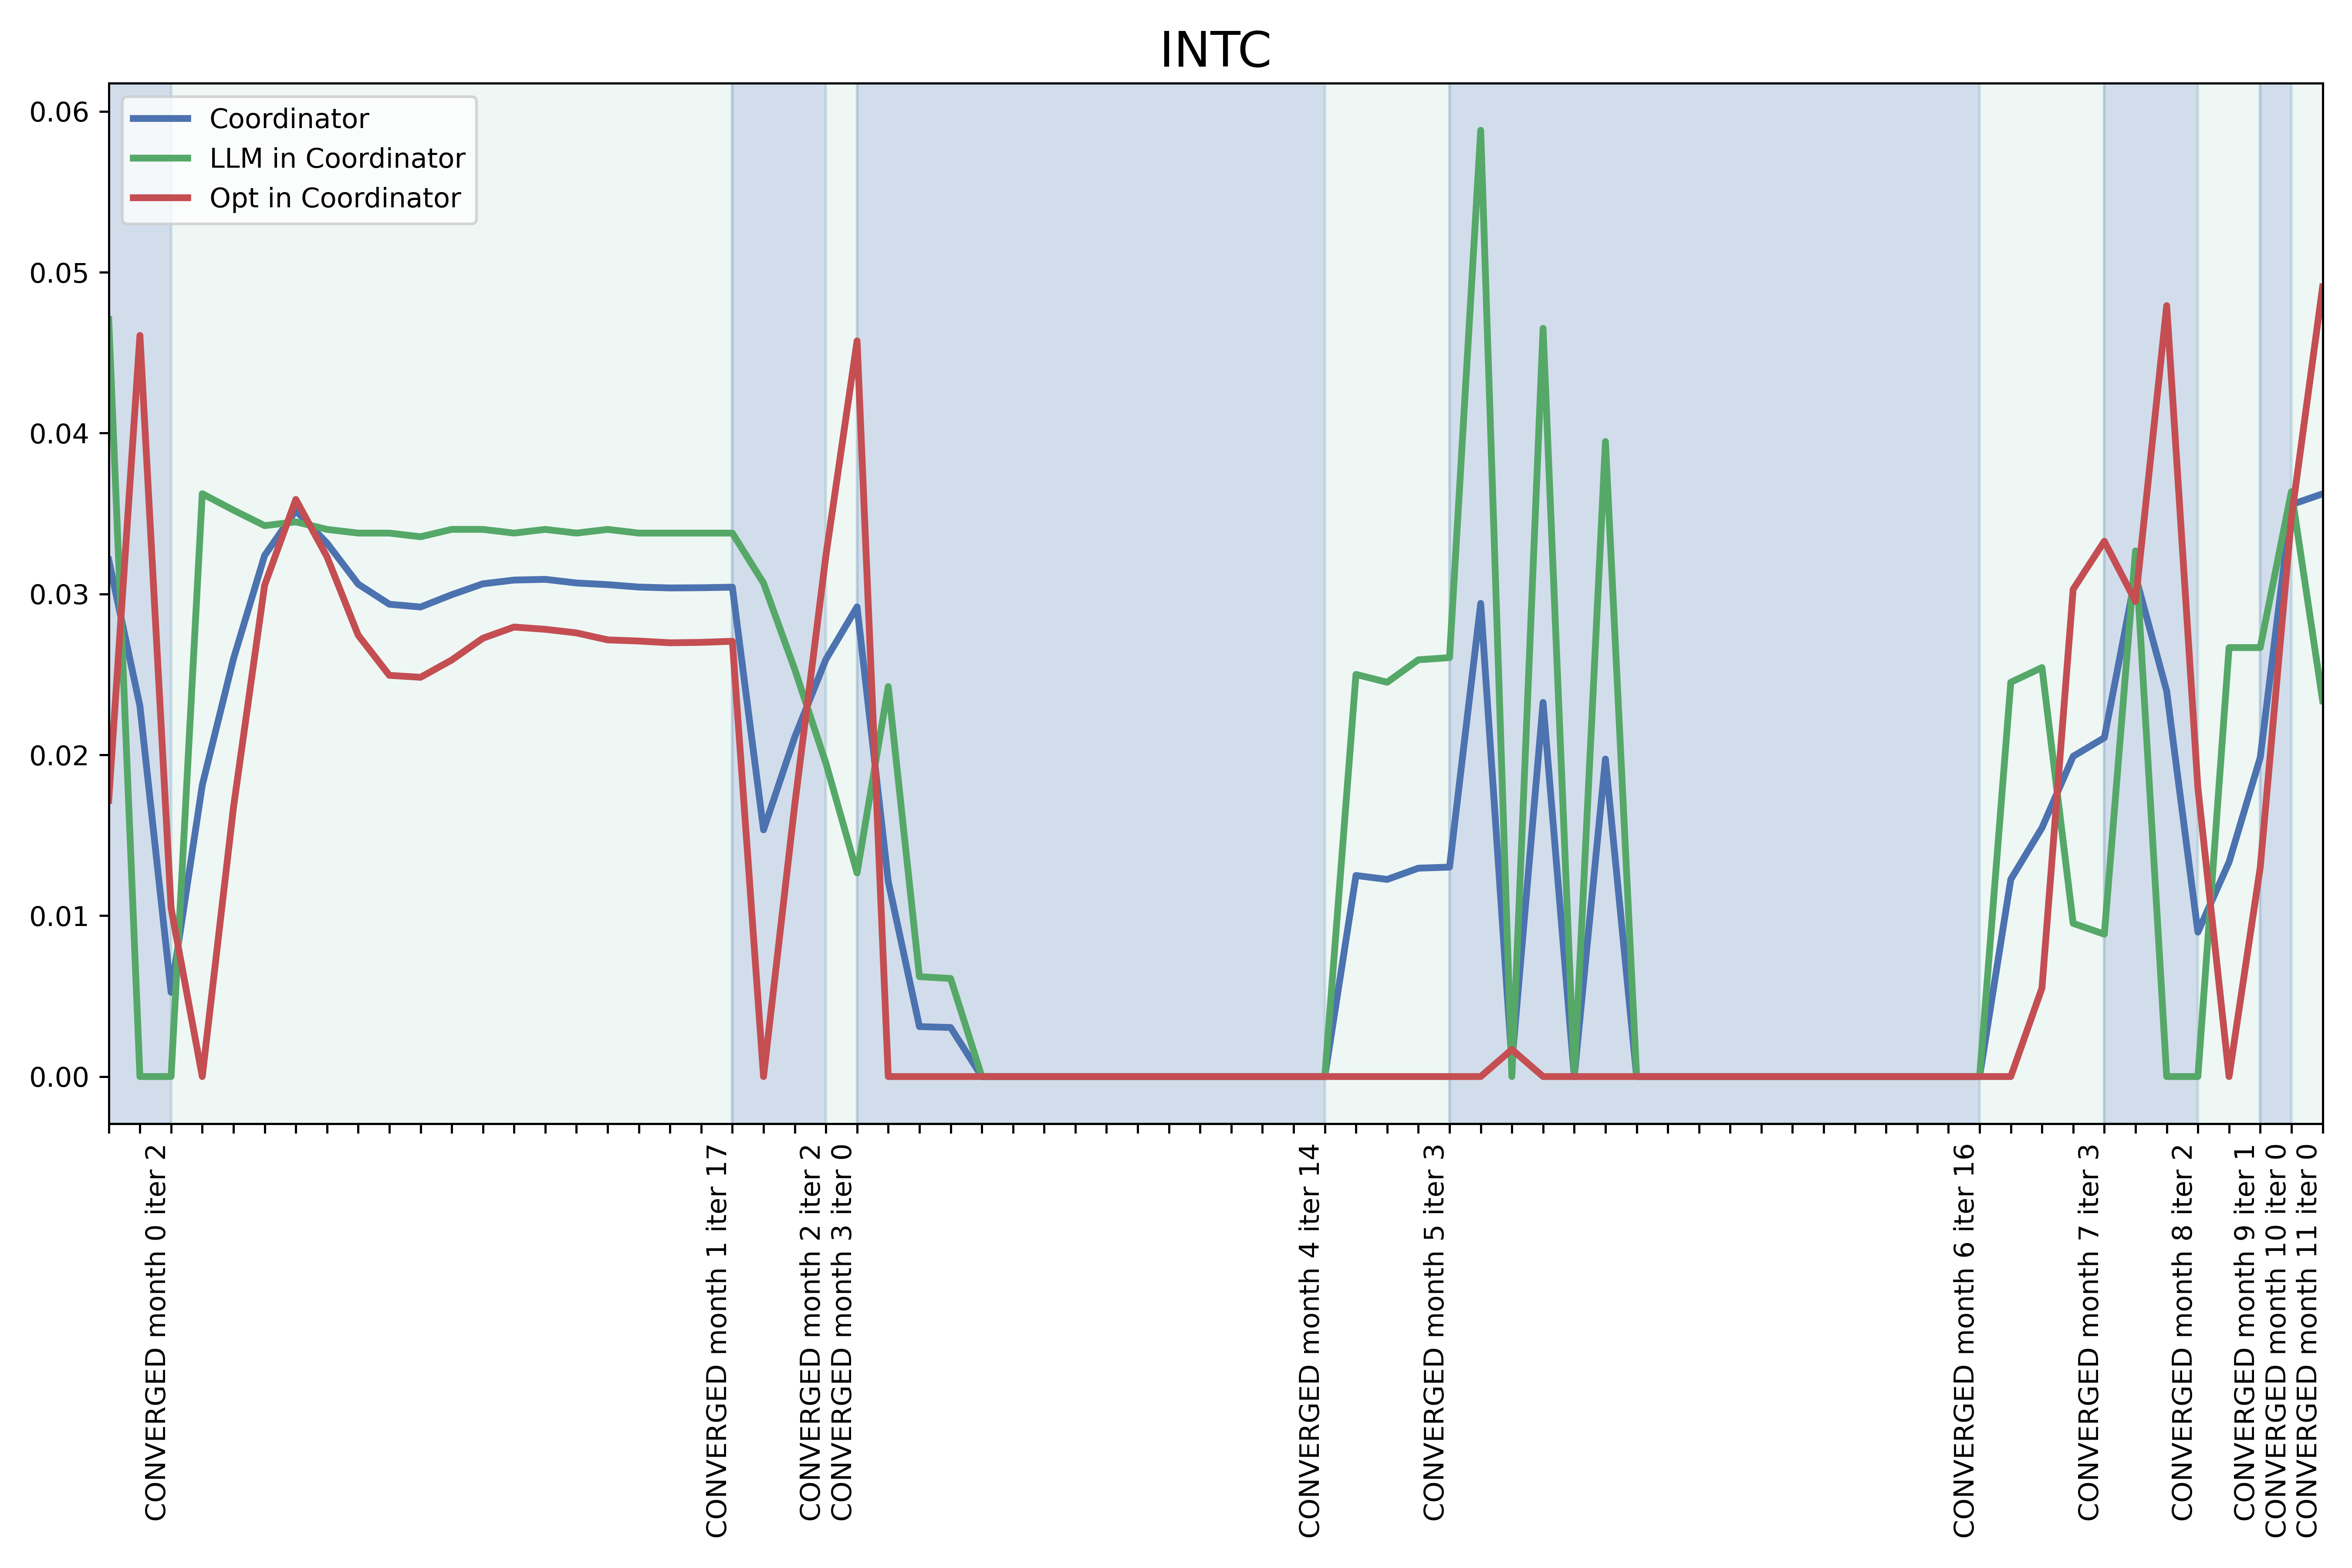 INTC
Coordinator
LLM in Coordinator
Opt in Coordinator
0.06
0.05
0.04
0.03
0.02
0.01
0.00
CONVERGED month 0 iter 2
CONVERGED month 1 iter 17
CONVERGED month 2 iter 2
CONVERGED month 3 iter 0
CONVERGED month 4 iter 14
CONVERGED month 5 iter 3
CONVERGED month 6 iter 16
CONVERGED month 7 iter 3
CONVERGED month 8 iter 2
CONVERGED month 9 iter 1
CONVERGED month 10 iter 0
CONVERGED month 11 iter 0